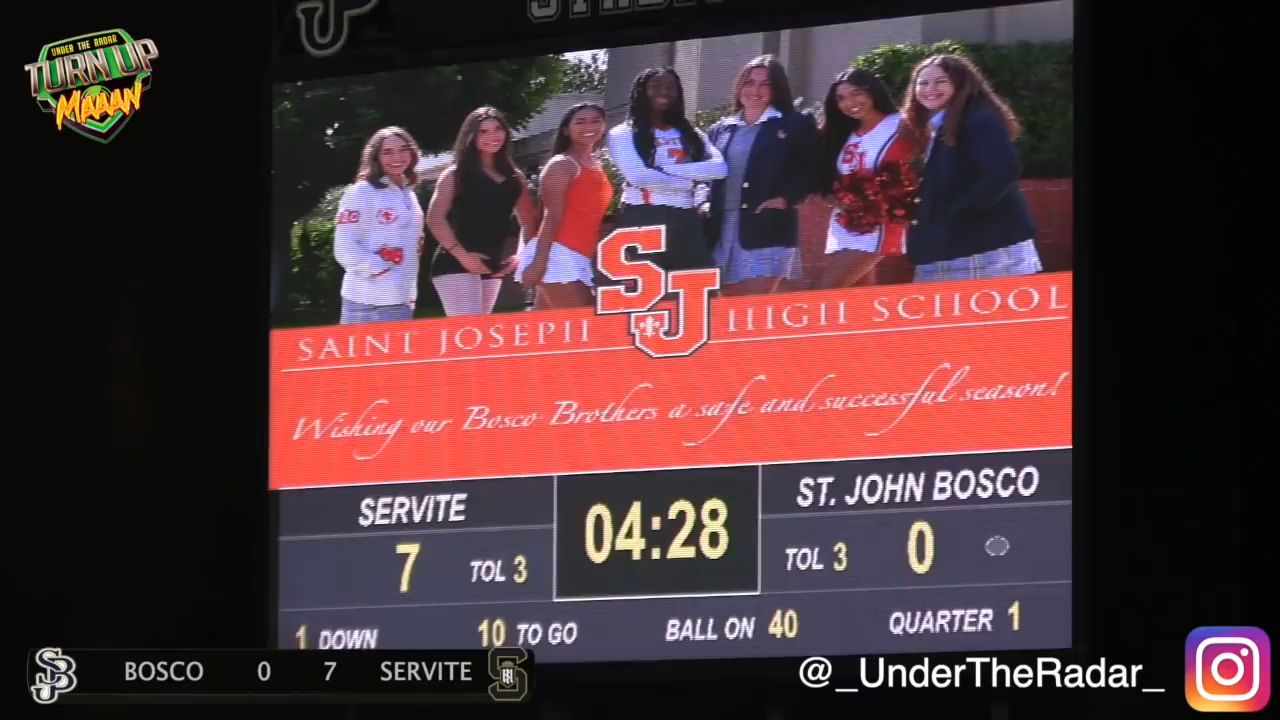 UNDER THE RADAR
TURN UP
MAAAN
SJ
SAINT JOSEPH HIGH SCHOOL
Wishing our Bosco Brothers a safe and successful season!
SERVITE
04:28
ST. JOHN BOSCO
7 TOL 3
TOL 3 0
1 DOWN 10 TO GO BALL ON 40 QUARTER 1
BOSCO 0 7 SERVITE
@_UnderTheRadar_